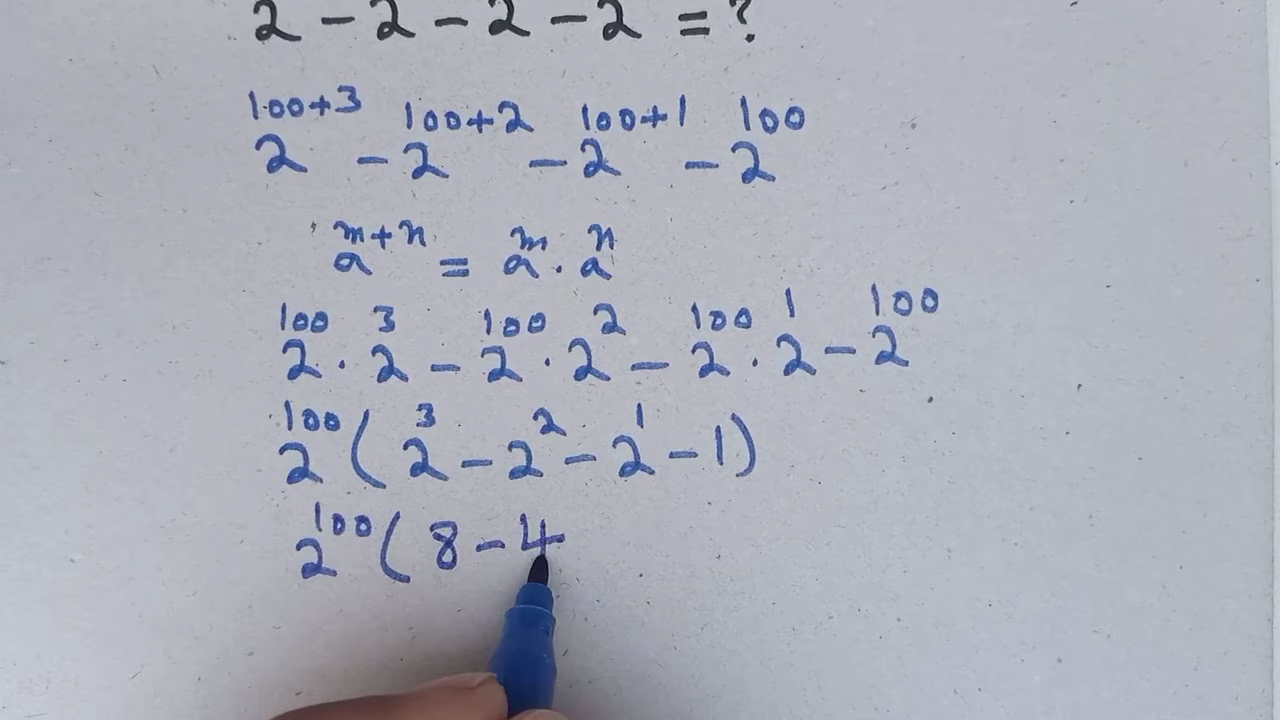 2 - 2 - 2 - 2 = ?
2^{100+3} - 2^{100+2} - 2^{100+1} - 2^{100}
a^{m+n} = a^m · a^n
2^{100} · 2^3 - 2^{100} · 2^2 - 2^{100} · 2^1 - 2^{100}
2^{100} ( 2^3 - 2^2 - 2^1 - 1 )
2^{100} ( 8 - 4